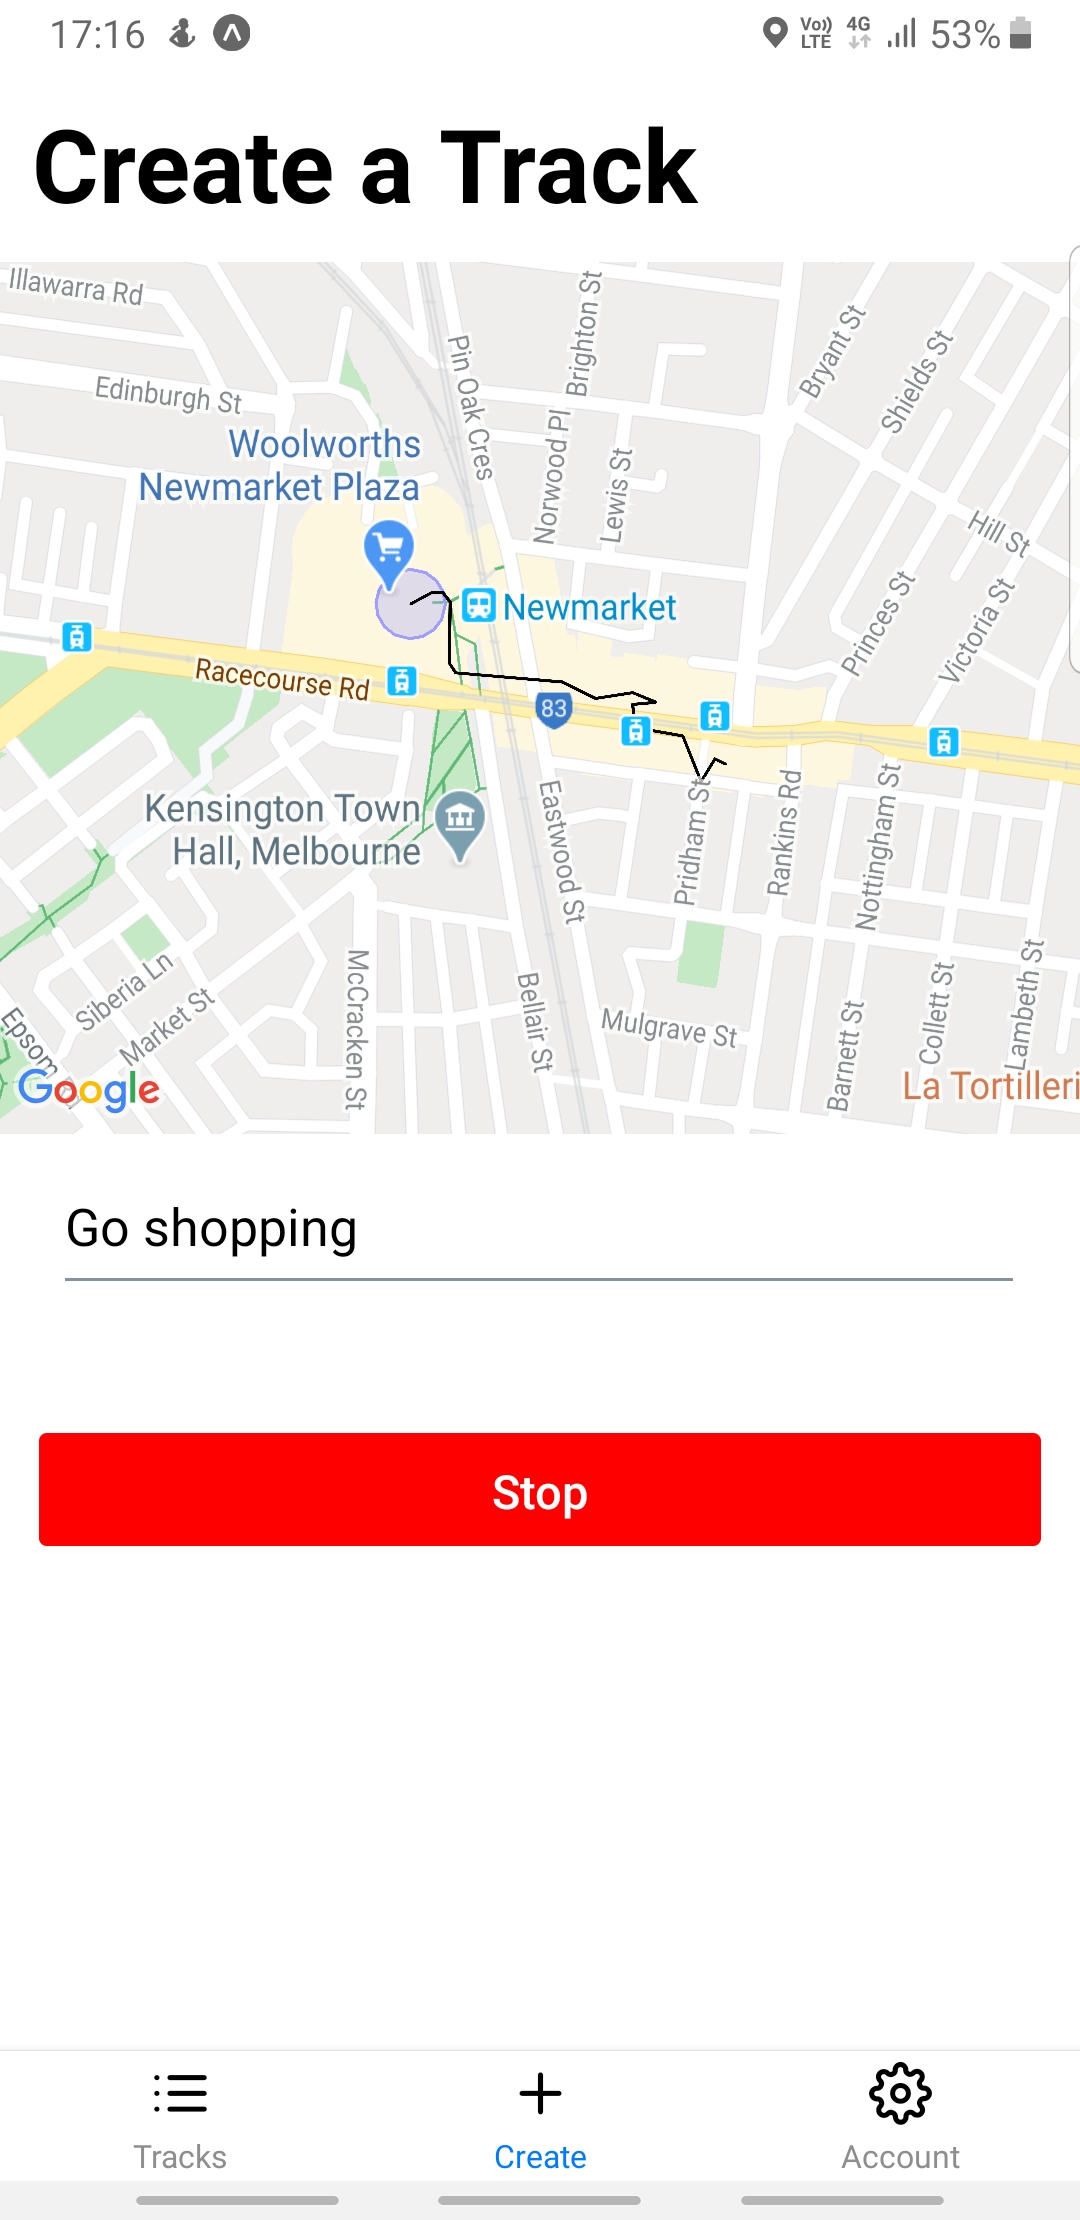 17:16
Vo)) LTE 4G 53%
Create a Track
Illawarra Rd
Edinburgh St
Woolworths
Newmarket Plaza
Pin Oak Cres
Brighton St
Norwood Pl
Lewis St
Bryant St
Shields St
Hill St
Princes St
Victoria St
Newmarket
Racecourse Rd
83
Kensington Town
Hall, Melbourne
Eastwood St
Pridham St
Rankins Rd
Nottingham St
Siberia Ln
Market St
Epsom
McCracken St
Bellair St
Mulgrave St
Barnett St
Collett St
Lambeth St
Google
La Tortilleri
Go shopping
Stop
Tracks
Create
Account